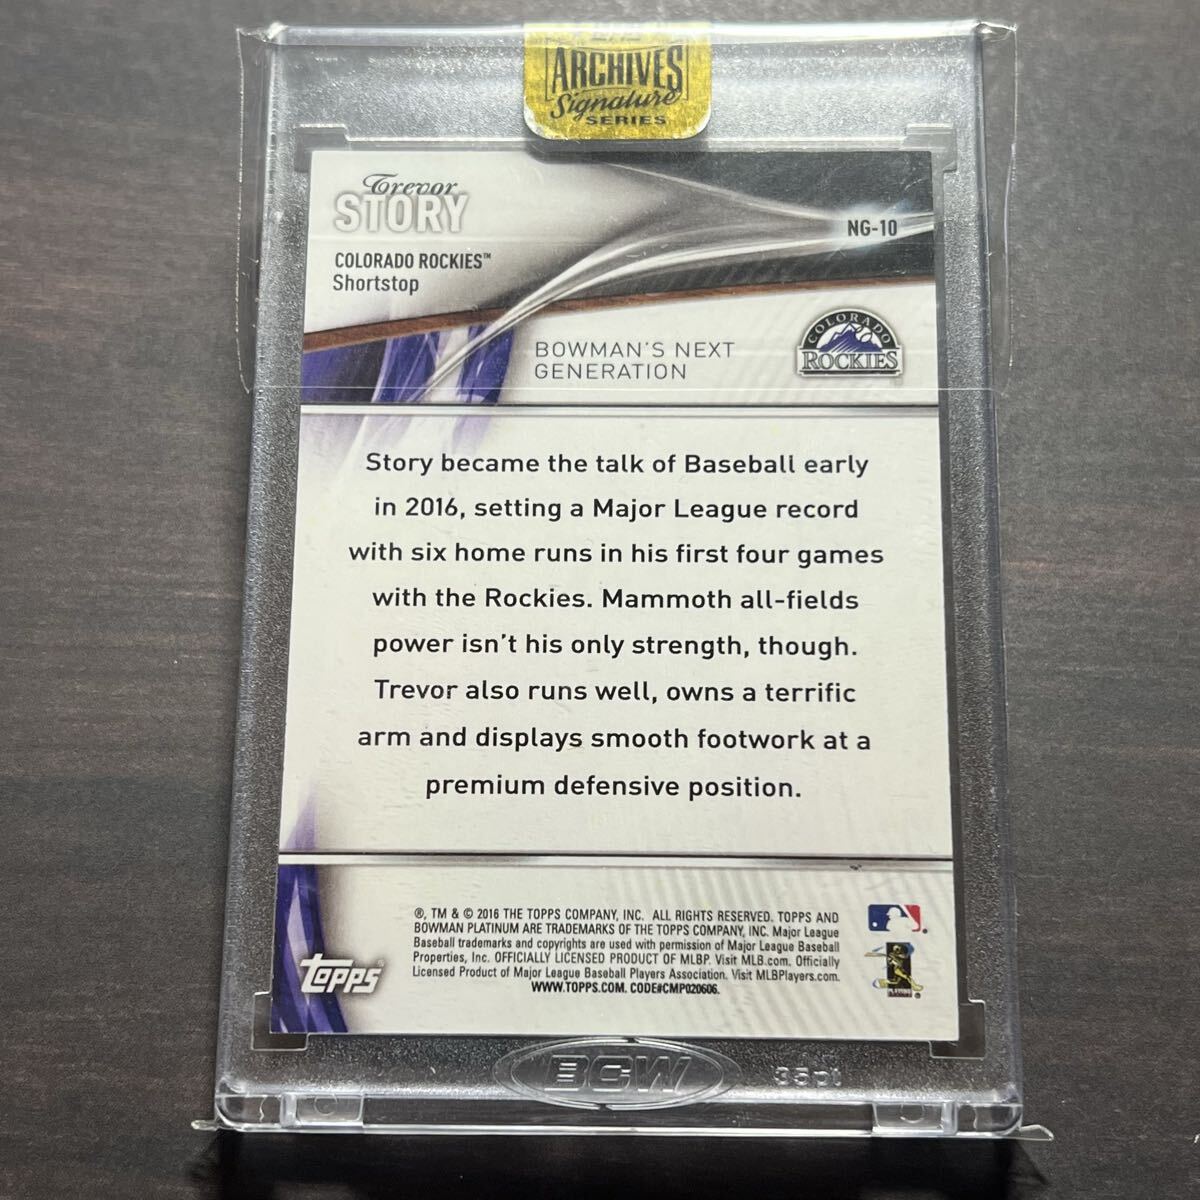 ARCHIVES
Signature
SERIES
Trevor
STORY
COLORADO ROCKIES™
Shortstop
NG-10
COLORADO
ROCKIES
BOWMAN'S NEXT
GENERATION
Story became the talk of Baseball early
in 2016, setting a Major League record
with six home runs in his first four games
with the Rockies. Mammoth all-fields
power isn't his only strength, though.
Trevor also runs well, owns a terrific
arm and displays smooth footwork at a
premium defensive position.
®, TM & © 2016 THE TOPPS COMPANY, INC. ALL RIGHTS RESERVED. TOPPS AND
BOWMAN PLATINUM ARE TRADEMARKS OF THE TOPPS COMPANY, INC. Major League
Baseball trademarks and copyrights are used with permission of Major League Baseball
Properties, Inc. OFFICIALLY LICENSED PRODUCT OF MLBP. Visit MLB.com. Officially
Licensed Product of Major League Baseball Players Association. Visit MLBPlayers.com.
WWW.TOPPS.COM. CODE#CMP020606.
Topps®
BCW
35pt